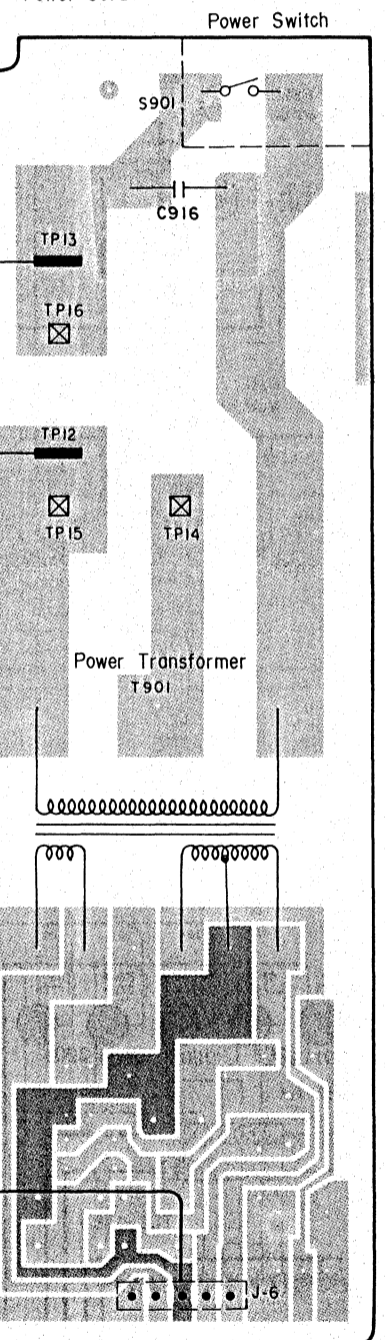 Power Switch
S901
C916
TP13
TP16
TP12
TP15
TP14
Power Transformer
T901
J-6